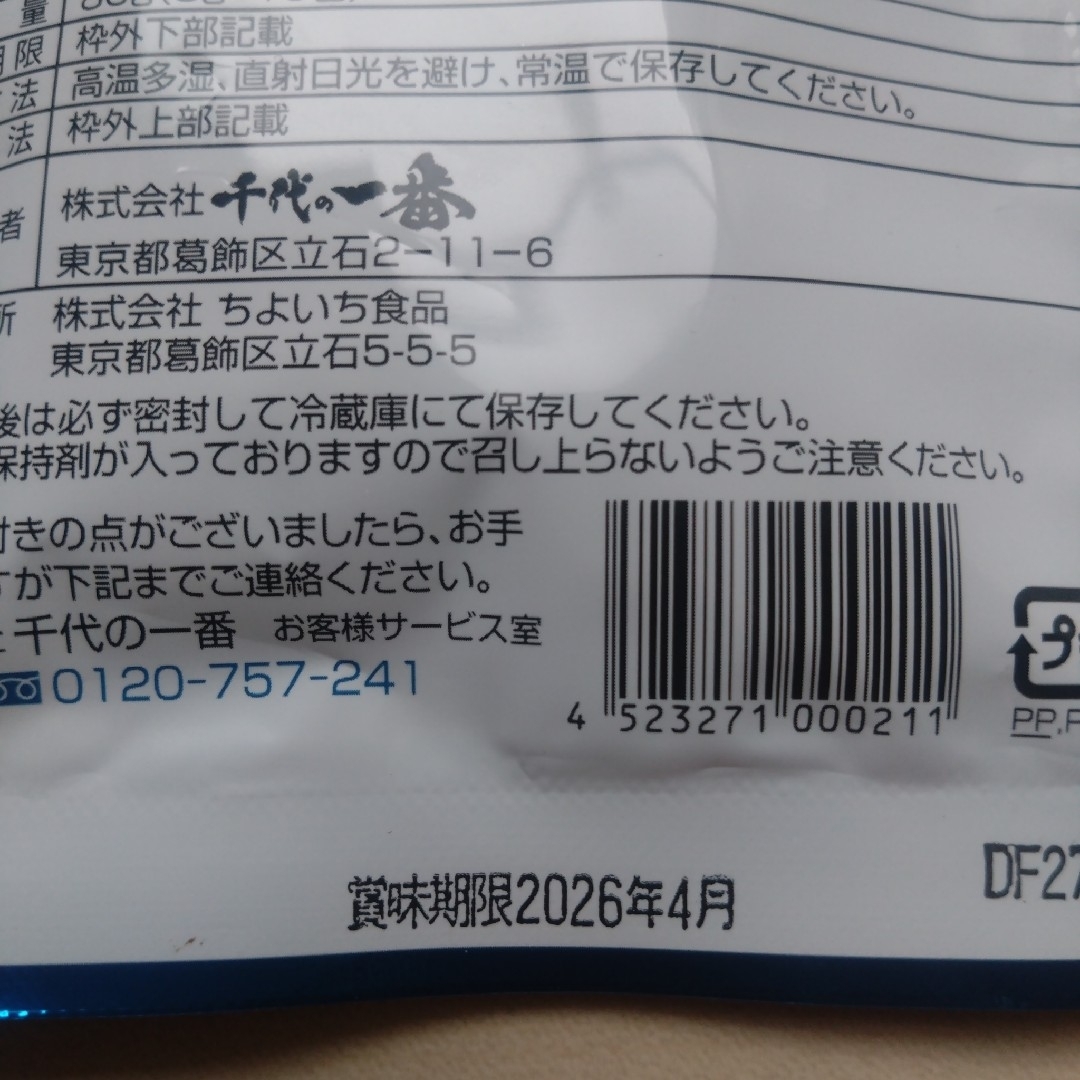 量
期限 枠外下部記載
方法 高温多湿、直射日光を避け、常温で保存してください。
法 枠外上部記載
者 株式会社 千代の一番
東京都葛飾区立石2-11-6
所 株式会社 ちよいち食品
東京都葛飾区立石5-5-5
後は必ず密封して冷蔵庫にて保存してください。
保持剤が入っておりますので召し上らないようご注意ください。
付きの点がございましたら、お手
すが下記までご連絡ください。
千代の一番 お客様サービス室
0120-757-241
4 523271 000211
プ
PP,P
賞味期限2026年4月
DF27